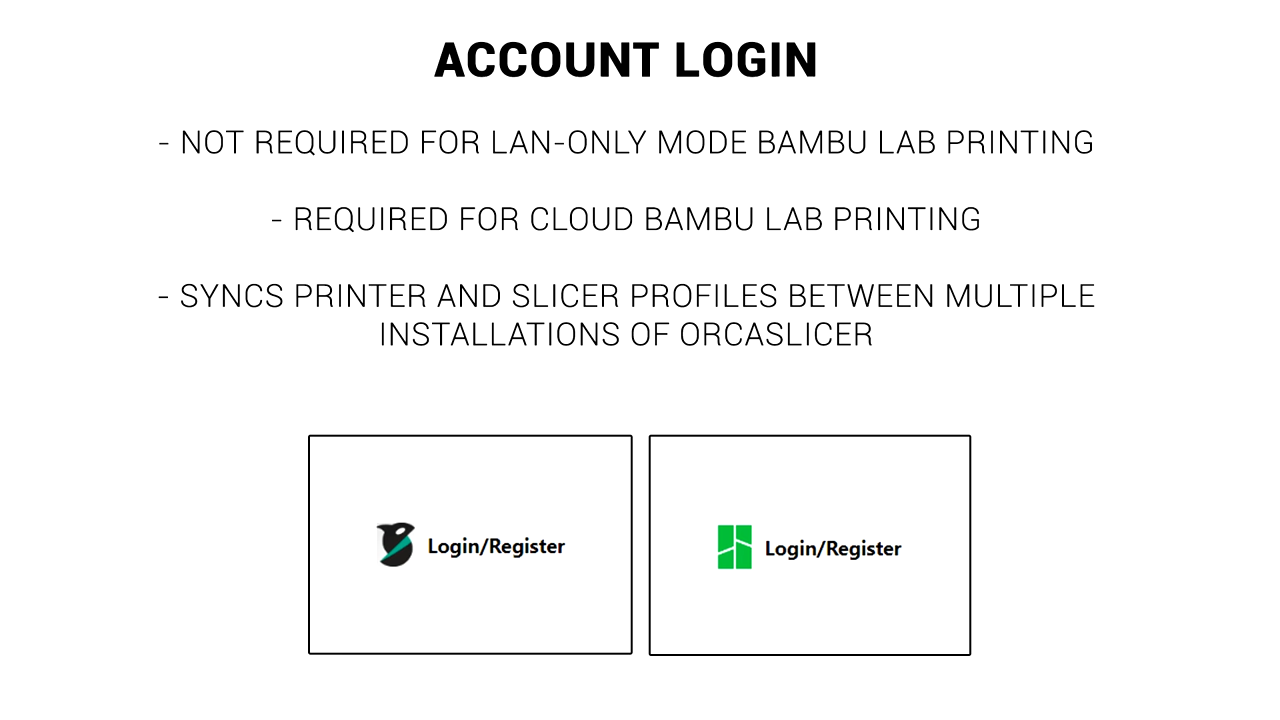 ACCOUNT LOGIN
- NOT REQUIRED FOR LAN-ONLY MODE BAMBU LAB PRINTING
- REQUIRED FOR CLOUD BAMBU LAB PRINTING
- SYNCS PRINTER AND SLICER PROFILES BETWEEN MULTIPLE
INSTALLATIONS OF ORCASLICER
Login/Register
Login/Register